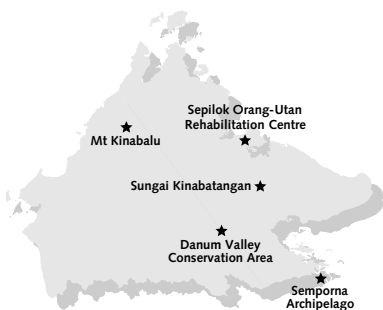 Sepilok Orang-Utan
Rehabilitation Centre
Mt Kinabalu
Sungai Kinabatangan
Danum Valley
Conservation Area
Semporna
Archipelago